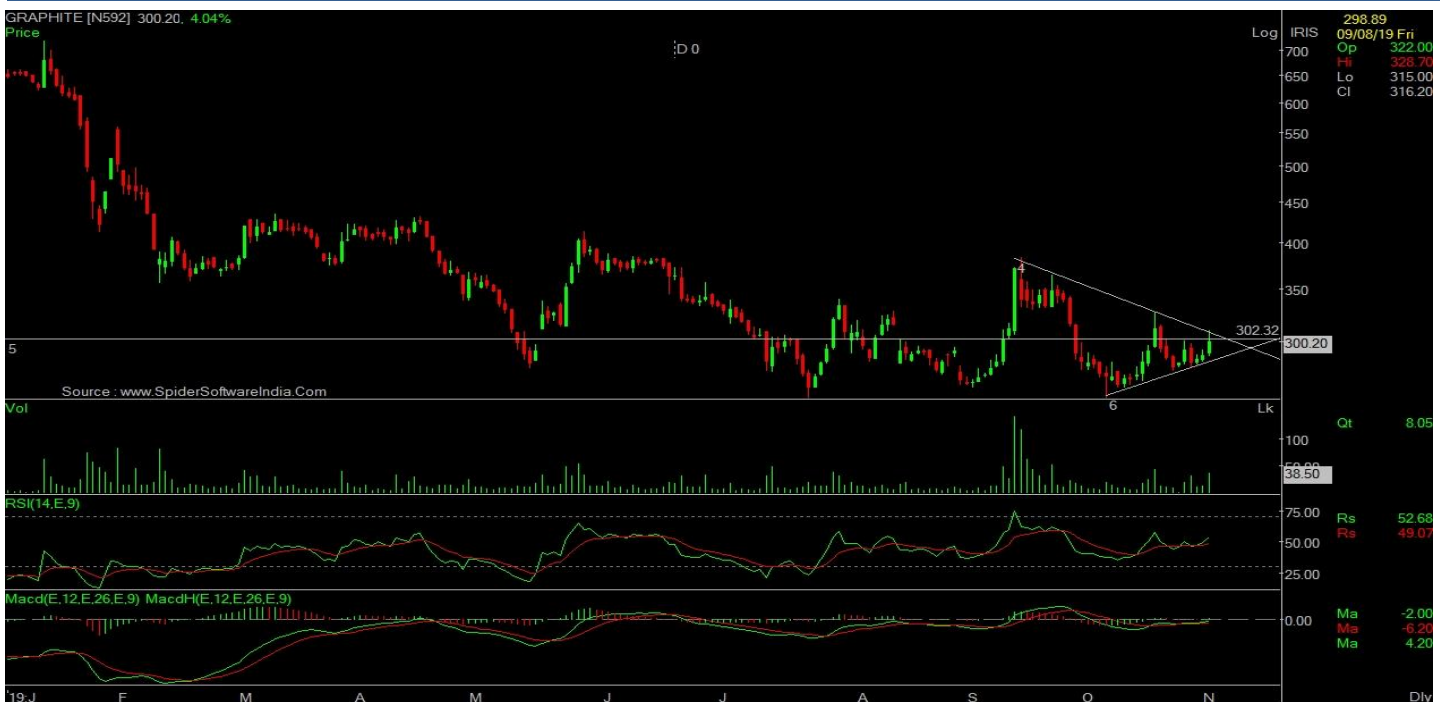 GRAPHITE [N592] 300.20, 4.04%
Price
D 0
Log
IRIS
298.89
09/08/19 Fri
Op 322.00
Hi 328.70
Lo 315.00
Cl 316.20
700
650
600
550
500
450
400
350
4
302.32
300.20
5
6
Source : www.SpiderSoftwareIndia.Com
Vol
Lk
Qt 8.05
100
38.50
RSI(14,E,9)
75.00
50.00
25.00
Rs 52.68
Rs 49.07
Macd(E,12,E,26,E,9) MacdH(E,12,E,26,E,9)
0.00
Ma -2.00
Ma -6.20
Ma 4.20
'19:J F M A M J J A S O N
Dly